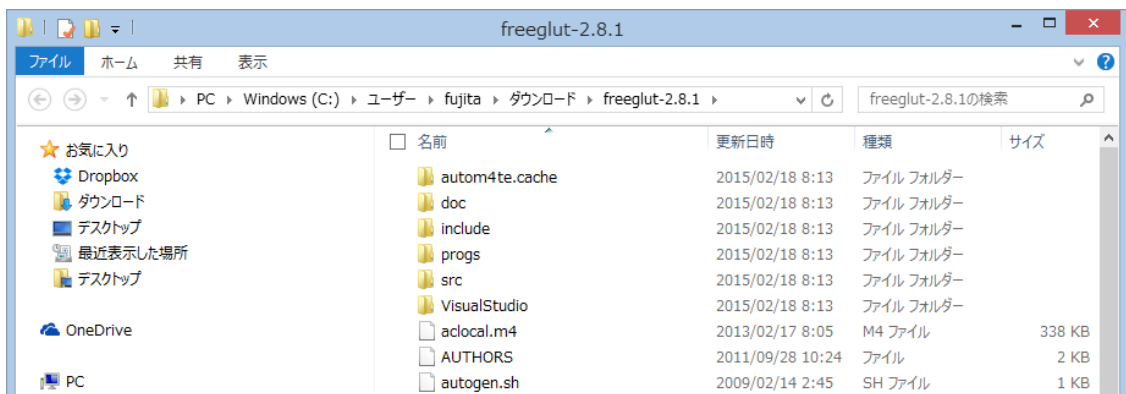 freeglut-2.8.1
ファイル ホーム 共有 表示
PC Windows (C:) ユーザー fujita ダウンロード freeglut-2.8.1 freeglut-2.8.1の検索
お気に入り
Dropbox
ダウンロード
デスクトップ
最近表示した場所
デスクトップ
OneDrive
PC
名前 更新日時 種類 サイズ
autom4te.cache 2015/02/18 8:13 ファイル フォルダー
doc 2015/02/18 8:13 ファイル フォルダー
include 2015/02/18 8:13 ファイル フォルダー
progs 2015/02/18 8:13 ファイル フォルダー
src 2015/02/18 8:13 ファイル フォルダー
VisualStudio 2015/02/18 8:13 ファイル フォルダー
aclocal.m4 2013/02/17 8:05 M4 ファイル 338 KB
AUTHORS 2011/09/28 10:24 ファイル 2 KB
autogen.sh 2009/02/14 2:45 SH ファイル 1 KB